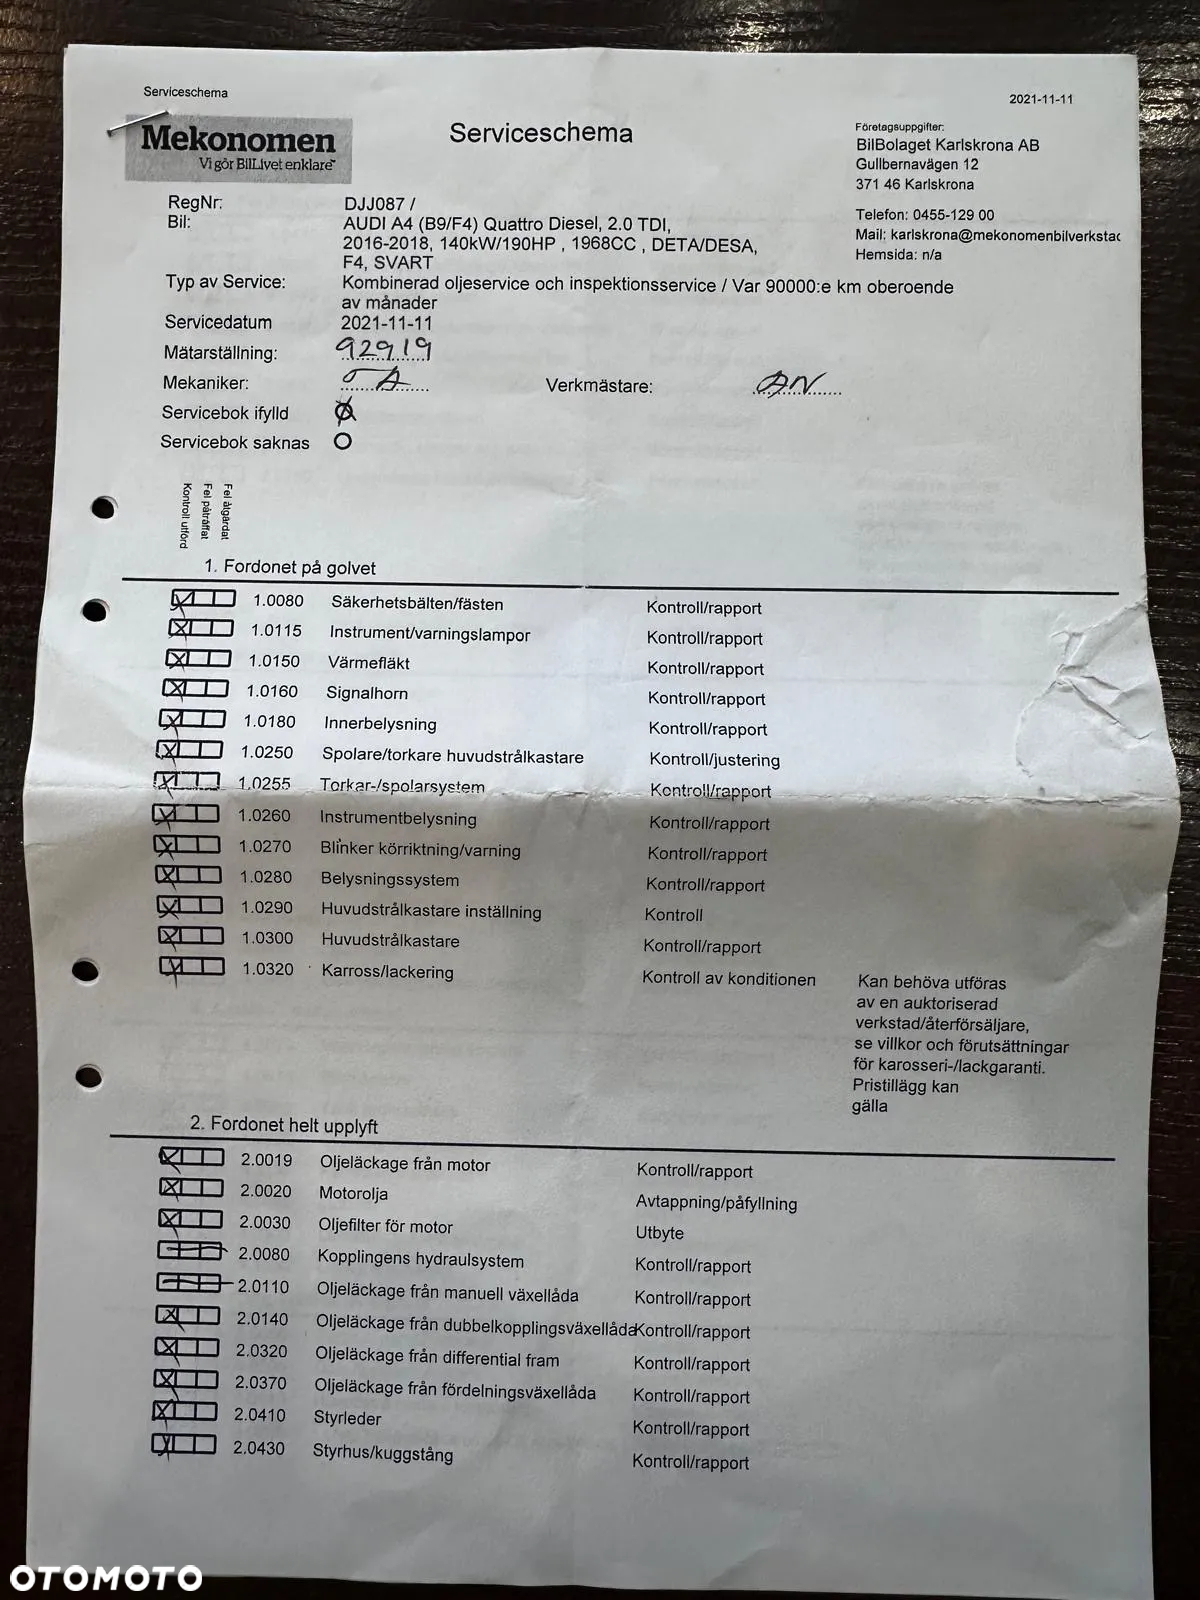 Serviceschema
2021-11-11
Mekonomen
Vi gör BilLivet enklare
Serviceschema
Företagsuppgifter:
BilBolaget Karlskrona AB
Gullbernavägen 12
371 46 Karlskrona
Telefon: 0455-129 00
Mail: karlskrona@mekonomenbilverkstad
Hemsida: n/a
RegNr: DJJ087 /
Bil: AUDI A4 (B9/F4) Quattro Diesel, 2.0 TDI,
2016-2018, 140kW/190HP , 1968CC , DETA/DESA,
F4, SVART
Typ av Service: Kombinerad oljeservice och inspektionsservice / Var 90000:e km oberoende
av månader
Servicedatum 2021-11-11
Mätarställning: 92919
Mekaniker:
Verkmästare: AN
Servicebok ifylld
Servicebok saknas
Kontroll utförd
Fel påträffat
Fel åtgärdat
1. Fordonet på golvet
1.0080 Säkerhetsbälten/fästen Kontroll/rapport
1.0115 Instrument/varningslampor Kontroll/rapport
1.0150 Värmefläkt Kontroll/rapport
1.0160 Signalhorn Kontroll/rapport
1.0180 Innerbelysning Kontroll/rapport
1.0250 Spolare/torkare huvudstrålkastare Kontroll/justering
1.0255 Torkar-/spolarsystem Kontroll/rapport
1.0260 Instrumentbelysning Kontroll/rapport
1.0270 Blinker körriktning/varning Kontroll/rapport
1.0280 Belysningssystem Kontroll/rapport
1.0290 Huvudstrålkastare inställning Kontroll
1.0300 Huvudstrålkastare Kontroll/rapport
1.0320 Karross/lackering Kontroll av konditionen Kan behöva utföras
av en auktoriserad
verkstad/återförsäljare,
se villkor och förutsättningar
för karosseri-/lackgaranti.
Pristillägg kan
gälla
2. Fordonet helt upplyft
2.0019 Oljeläckage från motor Kontroll/rapport
2.0020 Motorolja Avtappning/påfyllning
2.0030 Oljefilter för motor Utbyte
2.0080 Kopplingens hydraulsystem Kontroll/rapport
2.0110 Oljeläckage från manuell växellåda Kontroll/rapport
2.0140 Oljeläckage från dubbelkopplingsväxellåda Kontroll/rapport
2.0320 Oljeläckage från differential fram Kontroll/rapport
2.0370 Oljeläckage från fördelningsväxellåda Kontroll/rapport
2.0410 Styrleder Kontroll/rapport
2.0430 Styrhus/kuggstång Kontroll/rapport
OTOMOTO